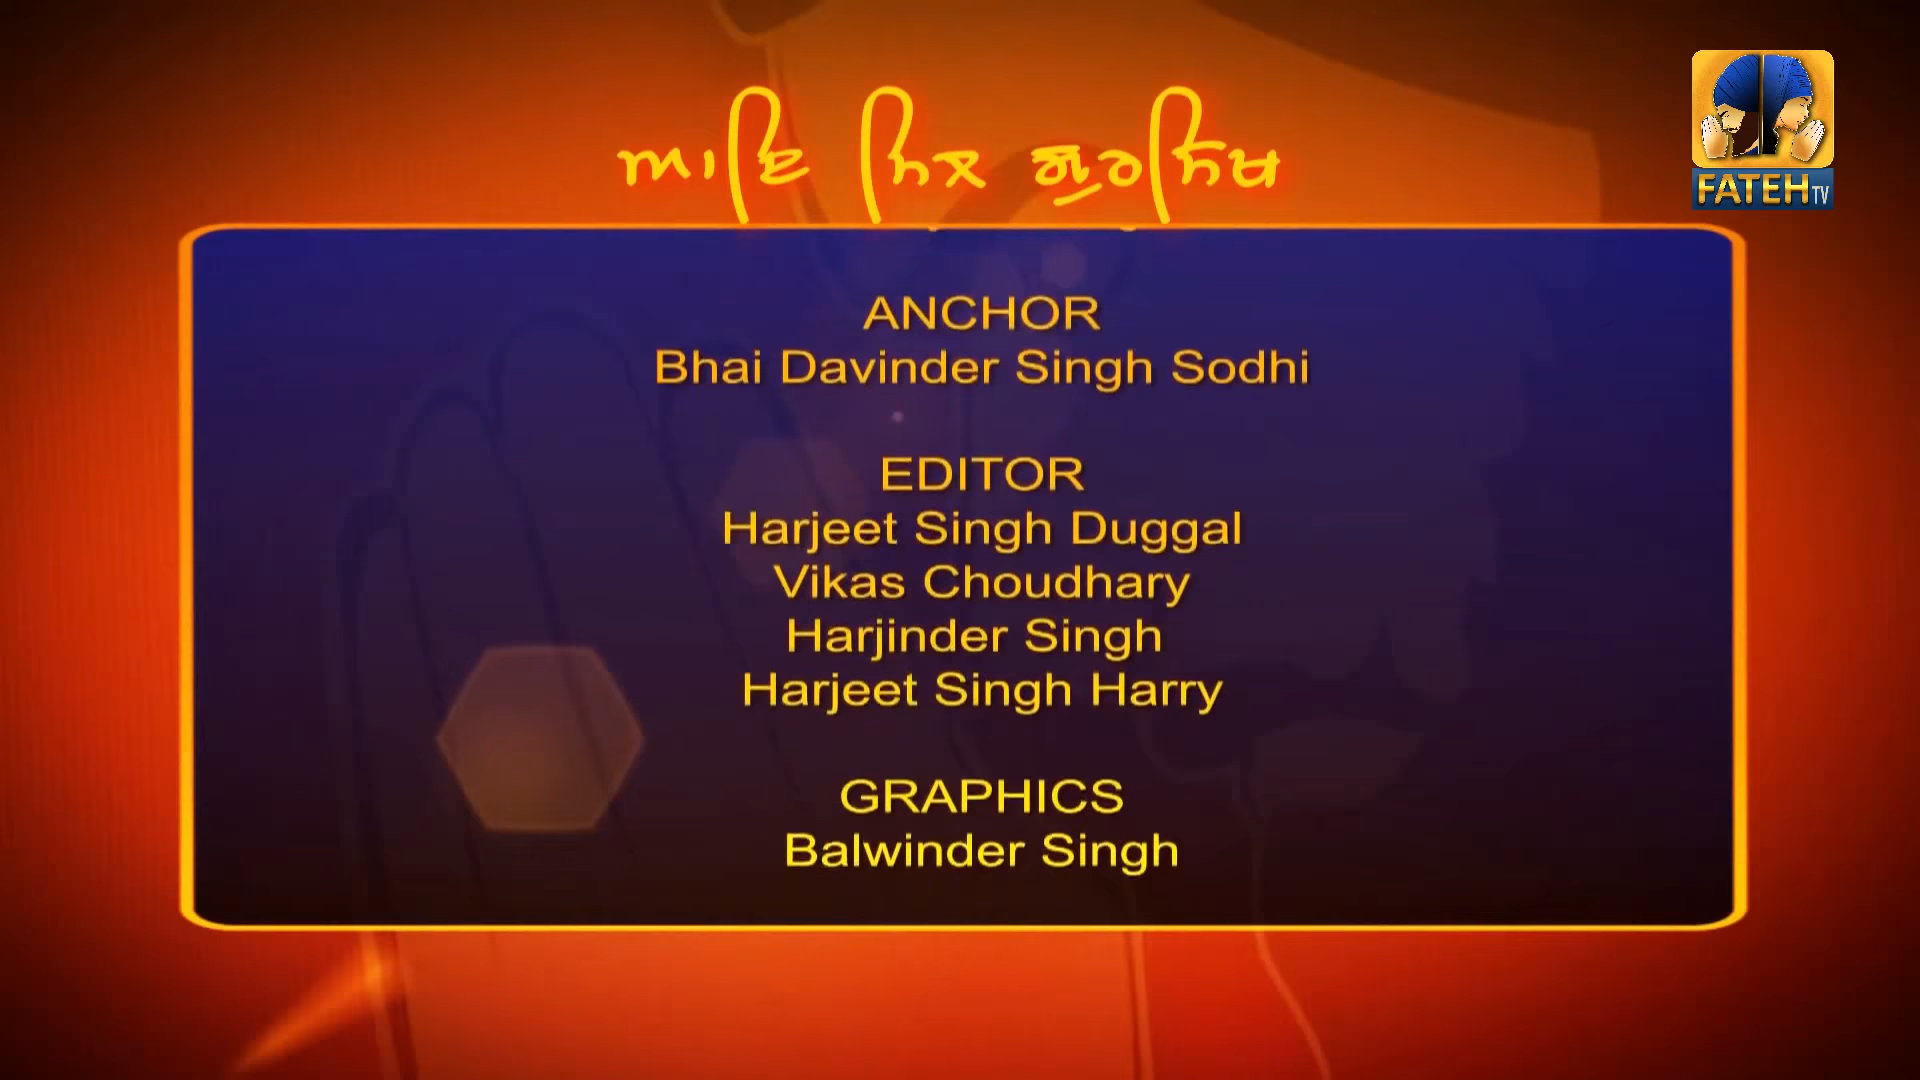 ਆਇ ਮਿਲ ਗੁਰਸਿਖ
FATEH TV
ANCHOR
Bhai Davinder Singh Sodhi
EDITOR
Harjeet Singh Duggal
Vikas Choudhary
Harjinder Singh
Harjeet Singh Harry
GRAPHICS
Balwinder Singh